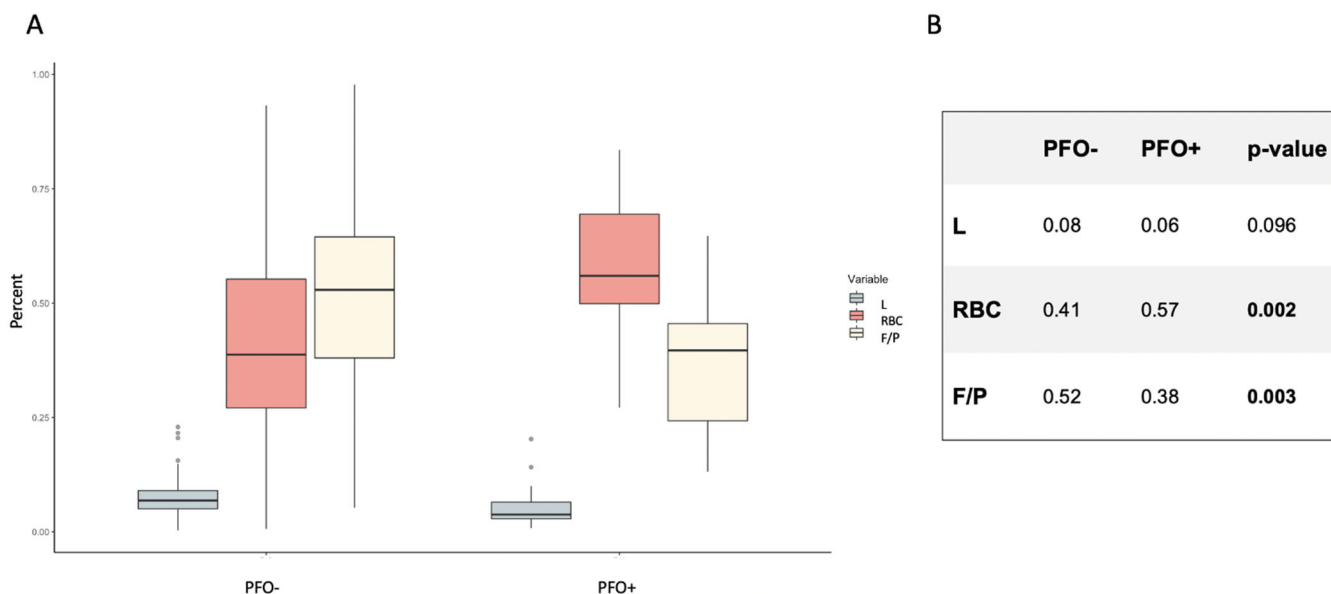 A
B
1.00
0.75
0.50
0.25
0.00
Percent
PFO-
PFO+
Variable
L
RBC
F/P
PFO- PFO+ p-value
L 0.08 0.06 0.096
RBC 0.41 0.57 0.002
F/P 0.52 0.38 0.003